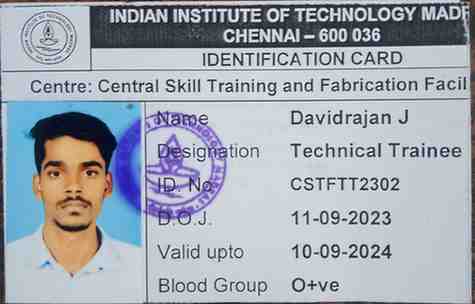 INDIAN INSTITUTE OF TECHNOLOGY MAD
CHENNAI – 600 036
IDENTIFICATION CARD
Centre: Central Skill Training and Fabrication Facil
Name Davidrajan J
Designation Technical Trainee
ID. No CSTFTT2302
D.O.J. 11-09-2023
Valid upto 10-09-2024
Blood Group O+ve